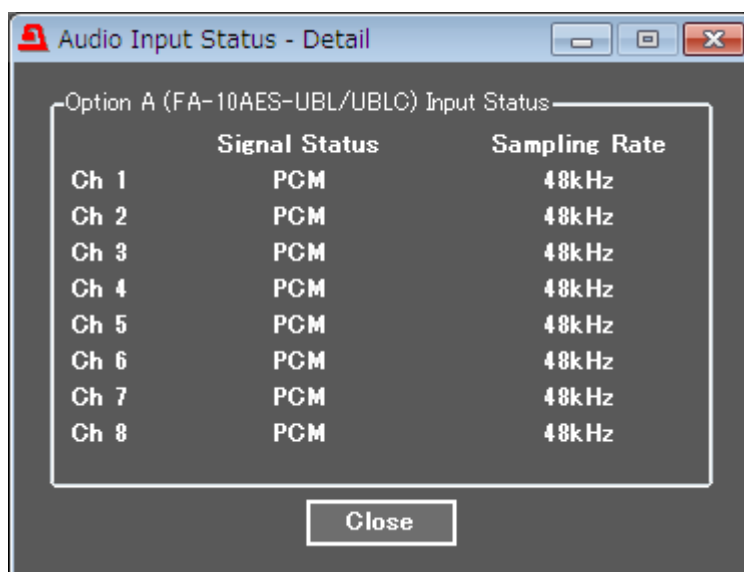 Audio Input Status - Detail
Option A (FA-10AES-UBL/UBLC) Input Status
Signal Status Sampling Rate
Ch 1 PCM 48kHz
Ch 2 PCM 48kHz
Ch 3 PCM 48kHz
Ch 4 PCM 48kHz
Ch 5 PCM 48kHz
Ch 6 PCM 48kHz
Ch 7 PCM 48kHz
Ch 8 PCM 48kHz
Close